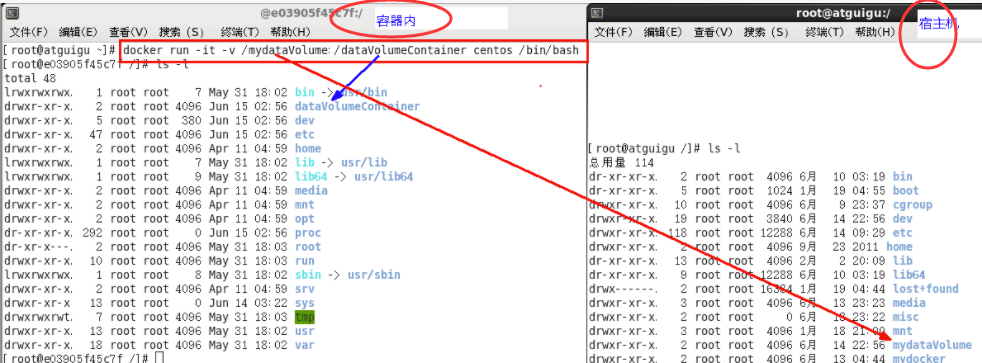 @e03905f45c7f:/
容器内
文件(F) 编辑(E) 查看(V) 搜索 (S) 终端(T) 帮助(H)
[root@atguigu ~]# docker run -it -v /mydataVolume:/dataVolumeContainer centos /bin/bash
[root@e03905f45c7f /]# ls -l
total 48
lrwxrwxrwx. 1 root root 7 May 31 18:02 bin -> usr/bin
drwxr-xr-x. 2 root root 4096 Jun 15 02:56 dataVolumeContainer
drwxr-xr-x. 5 root root 380 Jun 15 02:56 dev
drwxr-xr-x. 47 root root 4096 Jun 15 02:56 etc
drwxr-xr-x. 2 root root 4096 Apr 11 04:59 home
lrwxrwxrwx. 1 root root 7 May 31 18:02 lib -> usr/lib
lrwxrwxrwx. 1 root root 9 May 31 18:02 lib64 -> usr/lib64
drwxr-xr-x. 2 root root 4096 Apr 11 04:59 media
drwxr-xr-x. 2 root root 4096 Apr 11 04:59 mnt
drwxr-xr-x. 2 root root 4096 Apr 11 04:59 opt
dr-xr-xr-x. 292 root root 0 Jun 15 02:56 proc
dr-xr-x---. 2 root root 4096 May 31 18:03 root
drwxr-xr-x. 10 root root 4096 May 31 18:03 run
lrwxrwxrwx. 1 root root 8 May 31 18:02 sbin -> usr/sbin
drwxr-xr-x. 2 root root 4096 Apr 11 04:59 srv
drwxr-xr-x 13 root root 0 Jun 14 03:22 sys
drwxrwxrwt. 7 root root 4096 May 31 18:03 tmp
drwxr-xr-x. 13 root root 4096 May 31 18:02 usr
drwxr-xr-x. 18 root root 4096 May 31 18:02 var
[root@e03905f45c7f /]#
root@atguigu:/
宿主机
文件(F) 编辑(E) 查看(V) 搜索 (S) 终端(T) 帮助(H)
[root@atguigu /]# ls -l
总用量 114
dr-xr-xr-x. 2 root root 4096 6月 10 03:19 bin
dr-xr-xr-x. 5 root root 1024 1月 19 04:55 boot
drwxr-xr-x. 10 root root 4096 6月 9 23:37 cgroup
drwxr-xr-x. 19 root root 3840 6月 14 22:56 dev
drwxr-xr-x. 118 root root 12288 6月 14 09:29 etc
drwxr-xr-x. 2 root root 4096 9月 23 2011 home
dr-xr-xr-x. 13 root root 4096 2月 2 20:09 lib
dr-xr-xr-x. 9 root root 12288 6月 10 03:19 lib64
drwx------. 2 root root 16384 1月 19 04:44 lost+found
drwxr-xr-x. 3 root root 4096 6月 13 23:23 media
drwxr-xr-x. 2 root root 0 6月 13 23:22 misc
drwxr-xr-x. 3 root root 4096 1月 18 21:00 mnt
drwxr-xr-x. 2 root root 4096 6月 14 22:56 mydataVolume
drwxr-xr-x. 2 root root 4096 6月 13 04:44 mydocker